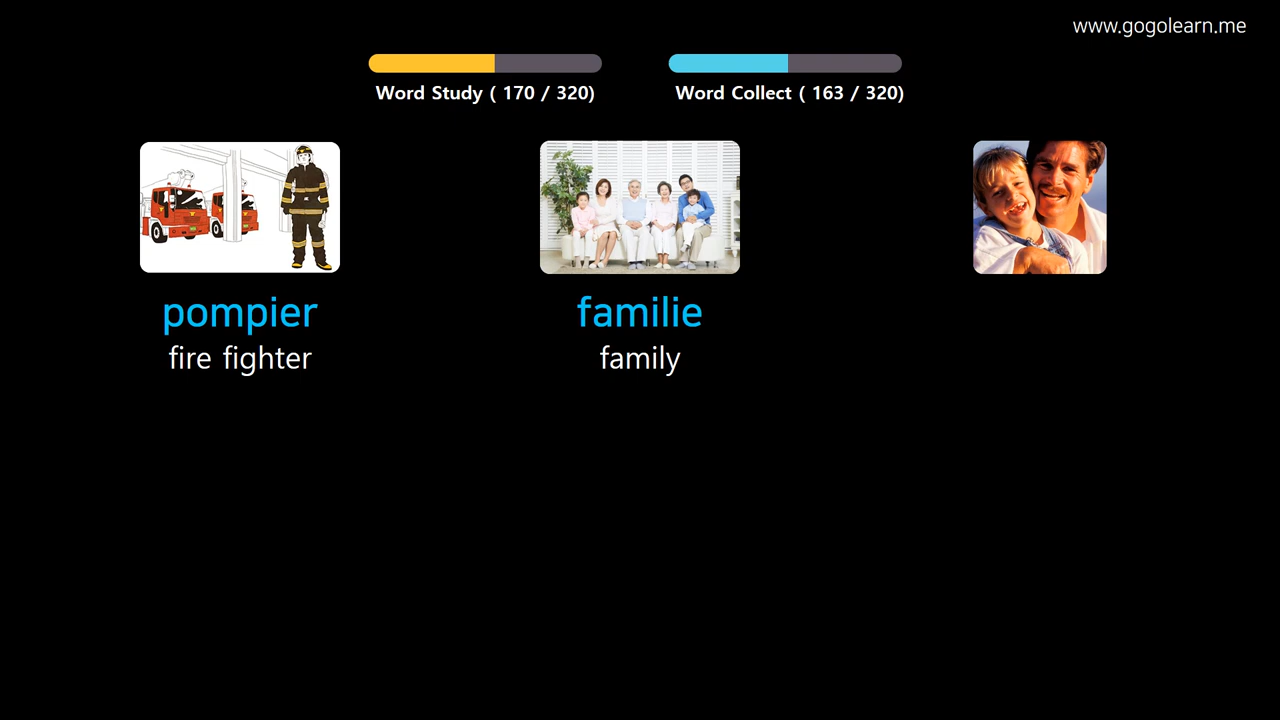 www.gogolearn.me
Word Study ( 170 / 320)
Word Collect ( 163 / 320)
pompier
fire fighter
familie
family